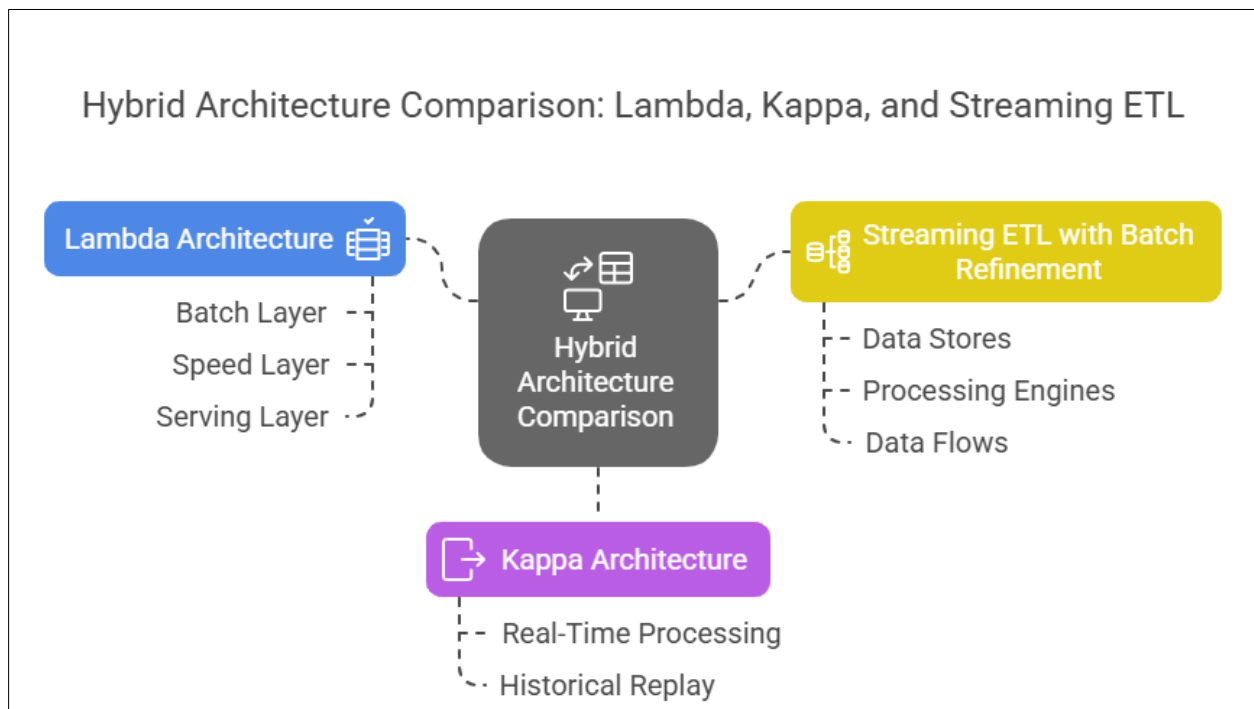 Hybrid Architecture Comparison: Lambda, Kappa, and Streaming ETL
Lambda Architecture
Batch Layer
Speed Layer
Serving Layer
Hybrid
Architecture
Comparison
Streaming ETL with Batch
Refinement
Data Stores
Processing Engines
Data Flows
Kappa Architecture
Real-Time Processing
Historical Replay